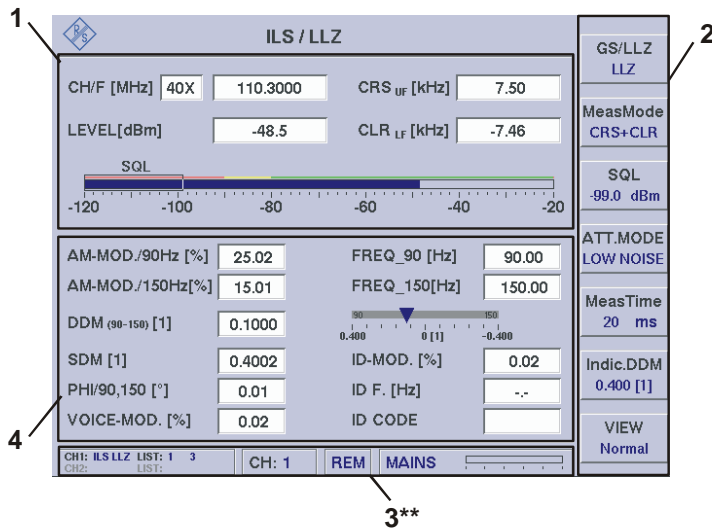 1
R/S
ILS / LLZ
2
CH/F [MHz] 40X 110.3000 CRS UF [kHz] 7.50
LEVEL[dBm] -48.5 CLR LF [kHz] -7.46
SQL
-120 -100 -80 -60 -40 -20
AM-MOD./90Hz [%] 25.02 FREQ_90 [Hz] 90.00
AM-MOD./150Hz[%] 15.01 FREQ_150[Hz] 150.00
DDM (90-150) [1] 0.1000 90 150
0.400 0 [1] -0.400
SDM [1] 0.4002 ID-MOD. [%] 0.02
PHI/90,150 [°] 0.01 ID F. [Hz] -.-
VOICE-MOD. [%] 0.02 ID CODE
4
CH1: ILS LLZ LIST: 1 3
CH2: LIST:
CH: 1 REM MAINS
3**
GS/LLZ
LLZ
MeasMode
CRS+CLR
SQL
-99.0 dBm
ATT.MODE
LOW NOISE
MeasTime
20 ms
Indic.DDM
0.400 [1]
VIEW
Normal